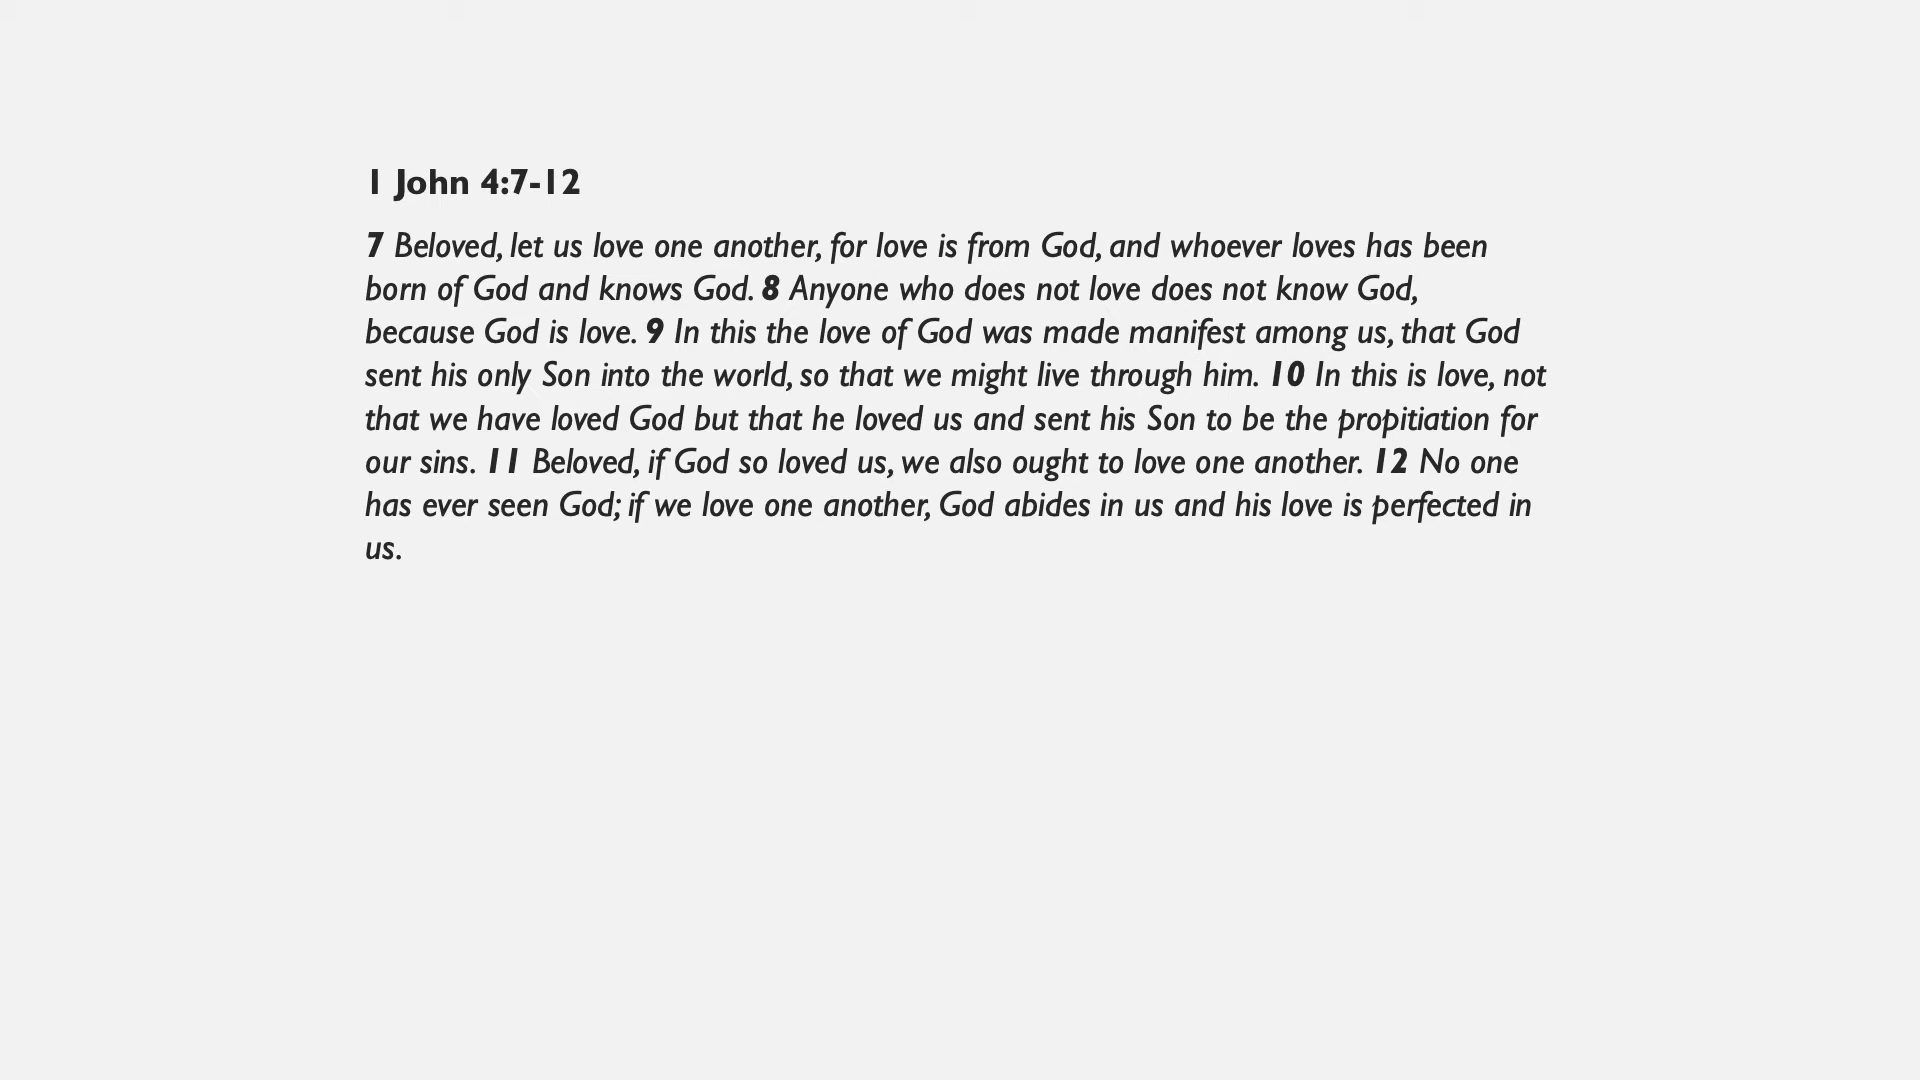 1 John 4:7-12
7 Beloved, let us love one another, for love is from God, and whoever loves has been
born of God and knows God. 8 Anyone who does not love does not know God,
because God is love. 9 In this the love of God was made manifest among us, that God
sent his only Son into the world, so that we might live through him. 10 In this is love, not
that we have loved God but that he loved us and sent his Son to be the propitiation for
our sins. 11 Beloved, if God so loved us, we also ought to love one another. 12 No one
has ever seen God; if we love one another, God abides in us and his love is perfected in
us.